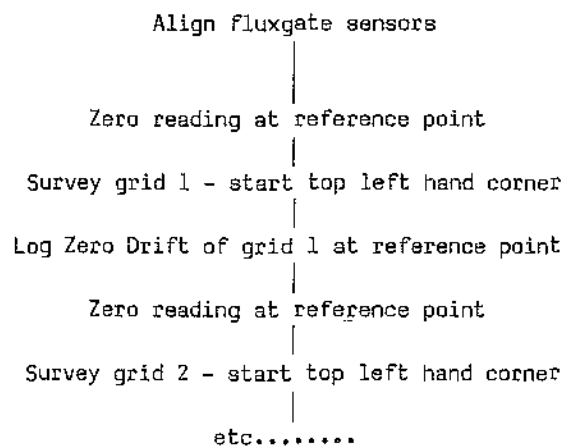 Align fluxgate sensors
Zero reading at reference point
Survey grid 1 - start top left hand corner
Log Zero Drift of grid 1 at reference point
Zero reading at reference point
Survey grid 2 - start top left hand corner
etc........